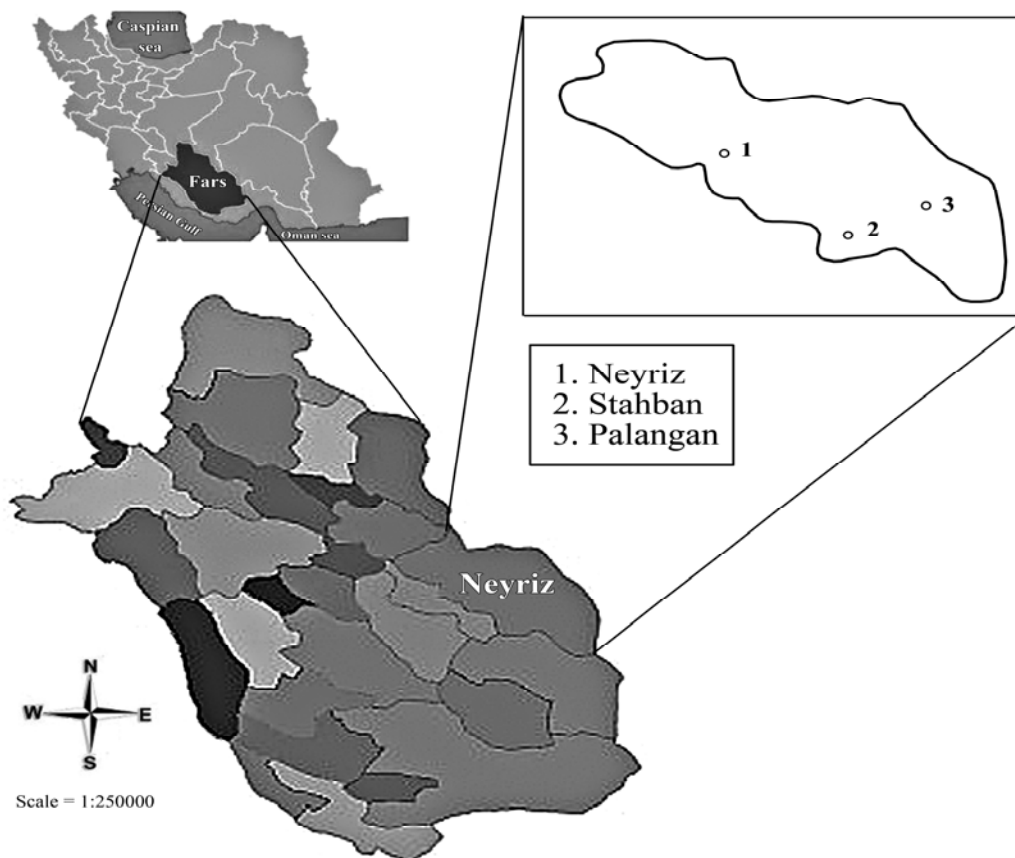 Caspian
sea
Fars
Persian Gulf
Oman sea
1
3
2
1. Neyriz
2. Stahban
3. Palangan
Neyriz
N
W
E
S
Scale = 1:250000